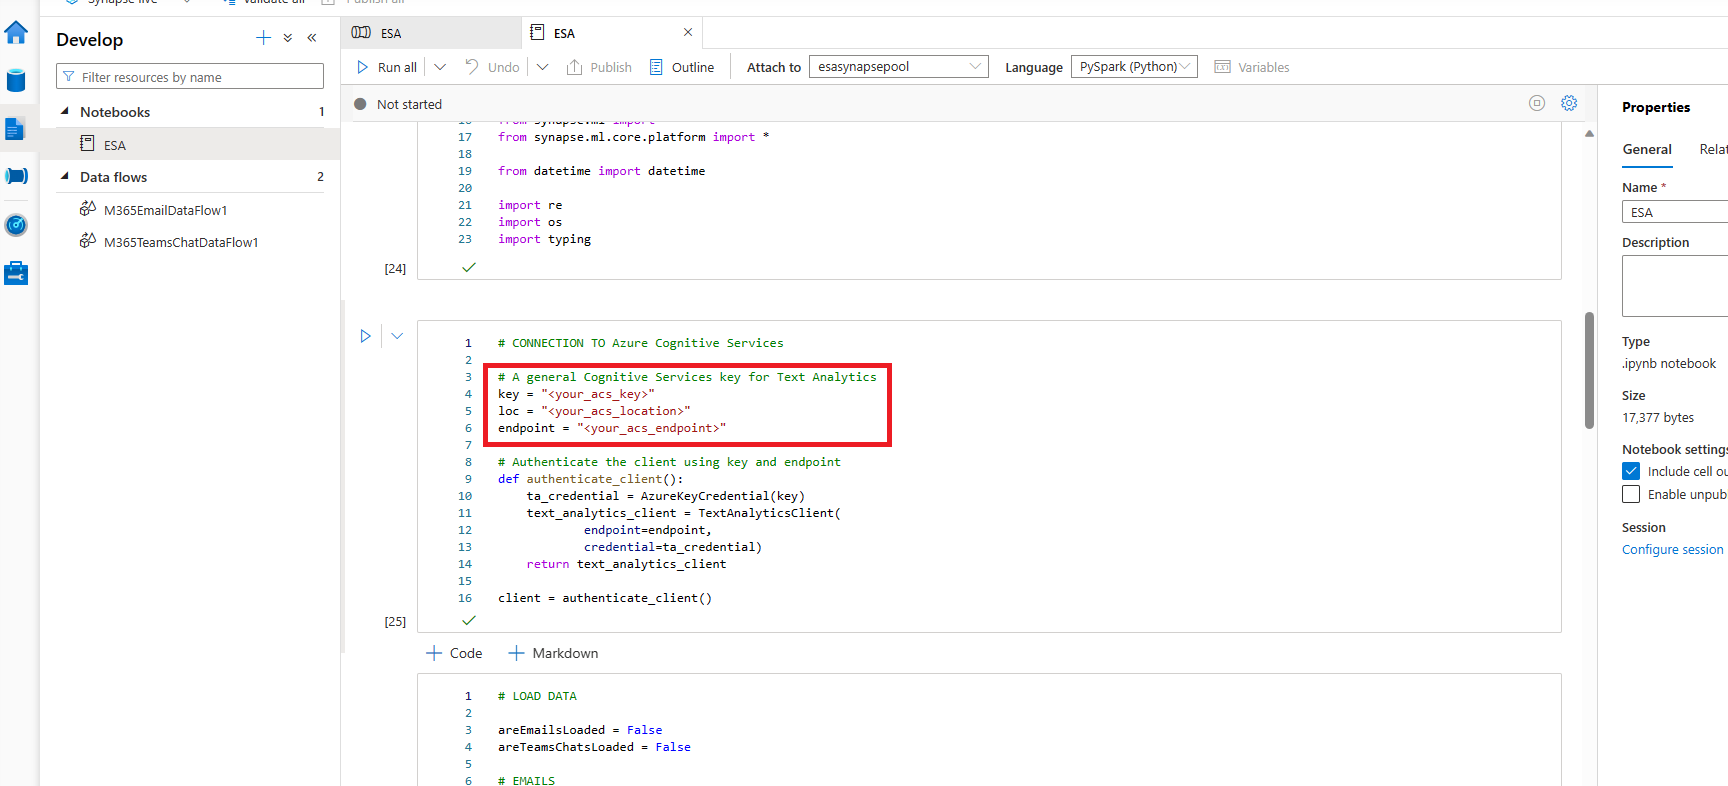 Synapse live
Validate all
Publish all
Develop
Filter resources by name
Notebooks
1
ESA
Data flows
2
M365EmailDataFlow1
M365TeamsChatDataFlow1
ESA
ESA
Run all
Undo
Publish
Outline
Attach to
esasynapsepool
Language
PySpark (Python)
Variables
Not started
16 from synapse.ml import
17 from synapse.ml.core.platform import *
18
19 from datetime import datetime
20
21 import re
22 import os
23 import typing
[24]
1 # CONNECTION TO Azure Cognitive Services
2
3 # A general Cognitive Services key for Text Analytics
4 key = "<your_acs_key>"
5 loc = "<your_acs_location>"
6 endpoint = "<your_acs_endpoint>"
7
8 # Authenticate the client using key and endpoint
9 def authenticate_client():
10 ta_credential = AzureKeyCredential(key)
11 text_analytics_client = TextAnalyticsClient(
12 endpoint=endpoint,
13 credential=ta_credential)
14 return text_analytics_client
15
16 client = authenticate_client()
[25]
Code
Markdown
1 # LOAD DATA
2
3 areEmailsLoaded = False
4 areTeamsChatsLoaded = False
5
6 # EMAILS
Properties
General
Relat
Name *
ESA
Description
Type
.ipynb notebook
Size
17,377 bytes
Notebook settings
Include cell ou
Enable unpub
Session
Configure session